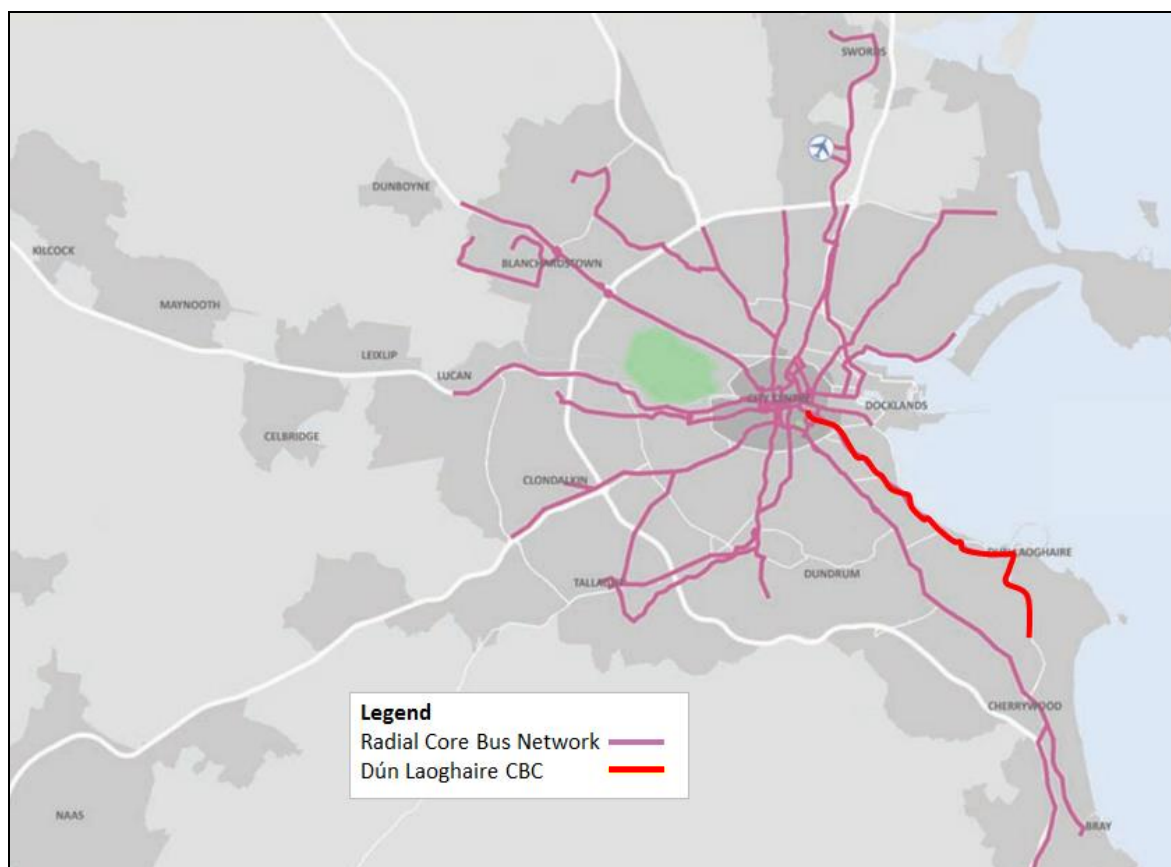 SWORDS
DUNBOYNE
KILCOCK
BLANCHARDSTOWN
MAYNOOTH
LEIXLIP
LUCAN
CITY CENTRE
DOCKLANDS
CELBRIDGE
CLONDALKIN
DÚN LAOGHAIRE
DUNDRUM
TALLAGHT
CHERRYWOOD
Legend
Radial Core Bus Network
Dún Laoghaire CBC
NAAS
BRAY